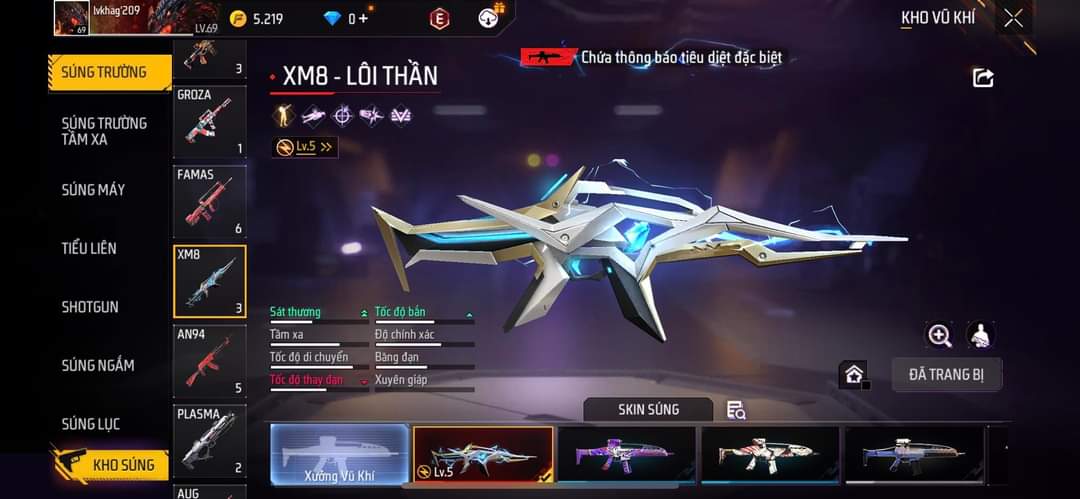 lvkhag'209
69
LV.69
5.219
0+
E
KHO VŨ KHÍ
SÚNG TRƯỜNG
SÚNG TRƯỜNG
TẦM XA
SÚNG MÁY
TIỂU LIÊN
SHOTGUN
SÚNG NGẮM
SÚNG LỤC
KHO SÚNG
3
GROZA
1
FAMAS
6
XM8
3
AN94
5
PLASMA
2
AUG
XM8 - LÔI THẦN
Lv.5 >>
Chứa thông báo tiêu diệt đặc biệt
Sát thương
Tốc độ bắn
Tầm xa
Độ chính xác
Tốc độ di chuyển
Băng đạn
Tốc độ thay đạn
Xuyên giáp
ĐÃ TRANG BỊ
SKIN SÚNG
Xưởng Vũ Khí
Lv.5